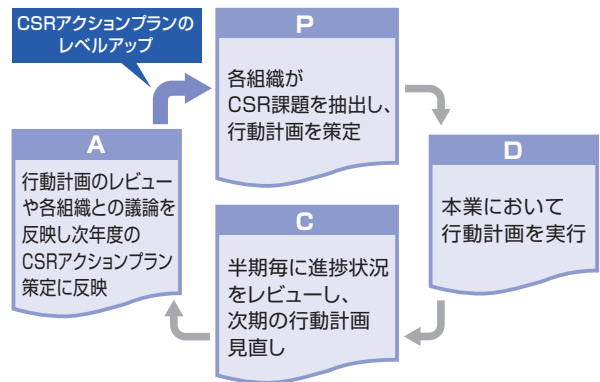 CSRアクションプランの
レベルアップ
P
各組織が
CSR課題を抽出し、
行動計画を策定
D
本業において
行動計画を実行
C
半期毎に進捗状況
をレビューし、
次期の行動計画
見直し
A
行動計画のレビュー
や各組織との議論を
反映し次年度の
CSRアクションプラン
策定に反映